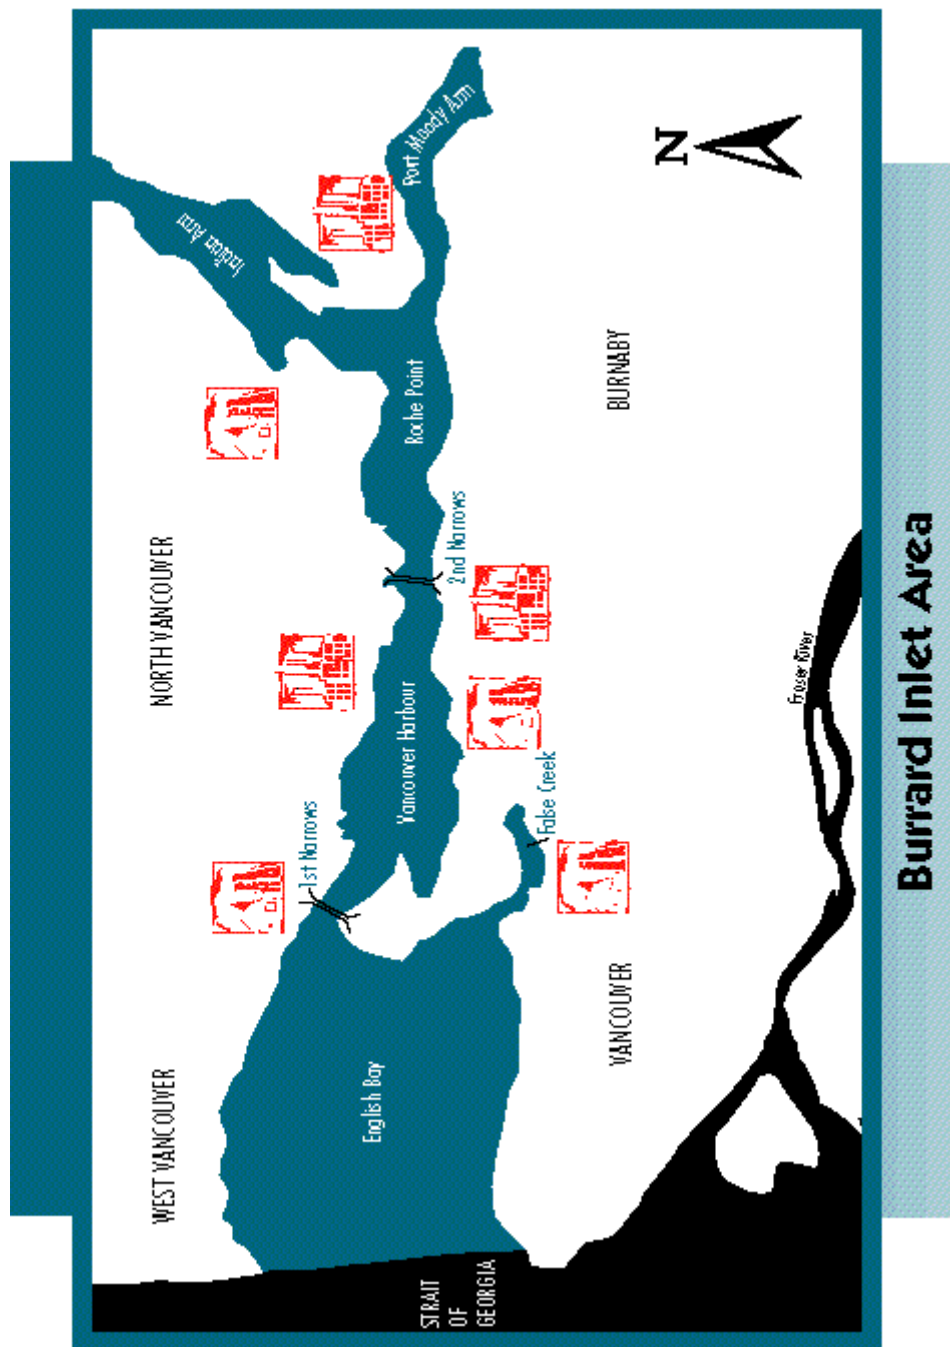 WEST VANCOUVER
NORTH VANCOUVER
Indian Arm
1st Narrows
English Bay
Vancouver Harbour
Roche Point
Port Moody Arm
2nd Narrows
STRAIT
OF
GEORGIA
False Creek
VANCOUVER
BURNABY
N
Fraser River
Burrard Inlet Area